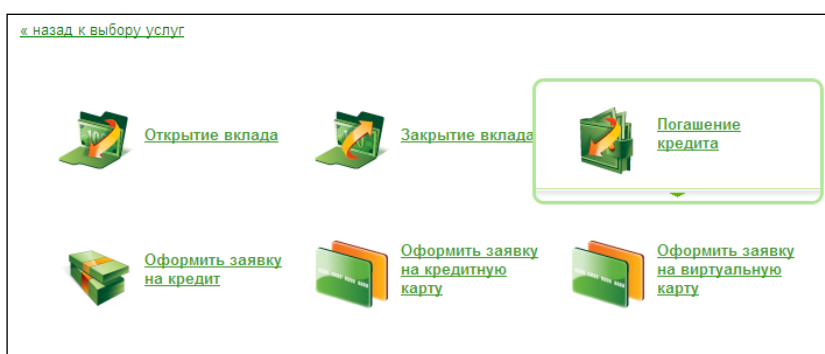 « назад к выбору услуг
Открытие вклада
Закрытие вклада
Погашение
кредита
Оформить заявку
на кредит
Оформить заявку
на кредитную
карту
Оформить заявку
на виртуальную
карту